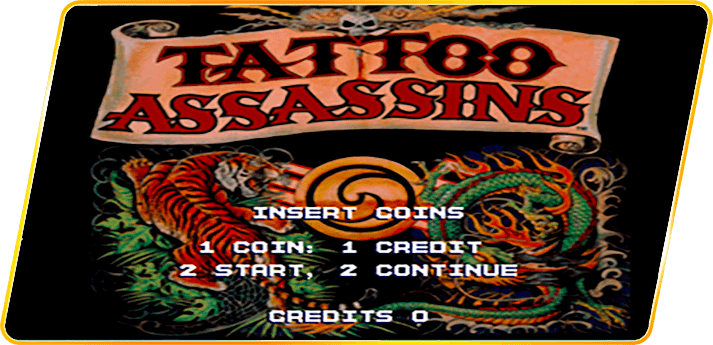 TATTOO
ASSASSINS
INSERT COINS
1 COIN: 1 CREDIT
2 START, 2 CONTINUE
CREDITS 0